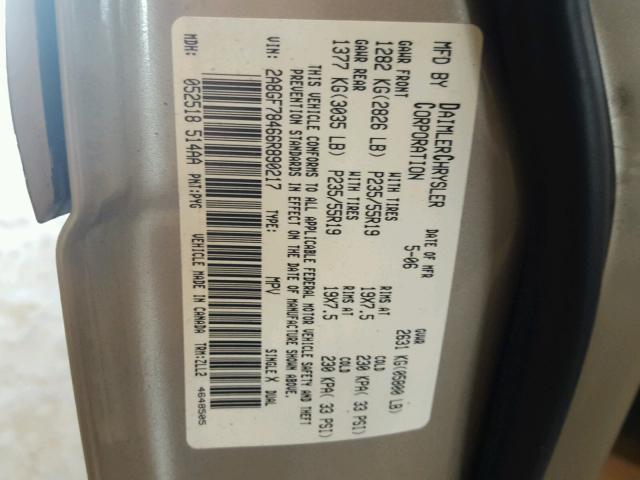 MFD BY DAIMLERCHRYSLER CORPORATION
DATE OF MFR 5-06
GVWR 2631 KG(05800 LB)
GAWR FRONT WITH TIRES RIMS AT COLD
1282 KG(2826 LB) P235/55R19 19X7.5 230 KPA( 33 PSI)
GAWR REAR WITH TIRES RIMS AT COLD
1377 KG(3035 LB) P235/55R19 19X7.5 230 KPA( 33 PSI)
THIS VEHICLE CONFORMS TO ALL APPLICABLE FEDERAL MOTOR VEHICLE SAFETY AND THEFT
PREVENTION STANDARDS IN EFFECT ON THE DATE OF MANUFACTURE SHOWN ABOVE.
VIN: 2A8GF78466R890217 TYPE: MPV SINGLE X DUAL
MDH: 052518 514AA PNT:PYG VEHICLE MADE IN CANADA TRM:ZLL2 4648505